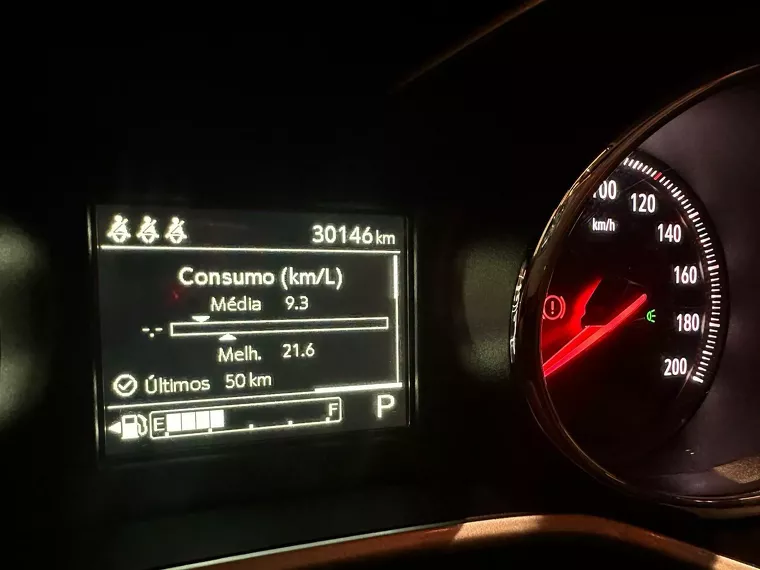 30146 km
Consumo (km/L)
Média 9.3
-.-
Melh. 21.6
Últimos 50 km
E F P
100
120
km/h
140
160
180
200